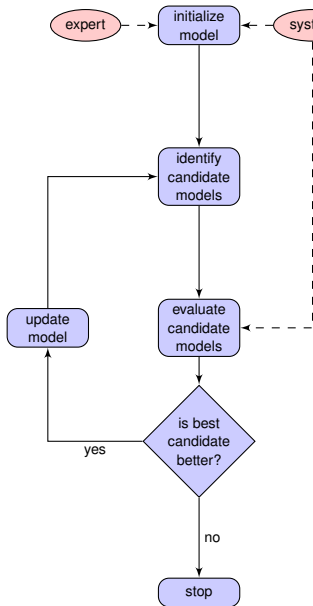 expert
initialize
model
identify
candidate
models
evaluate
candidate
models
update
model
is best
candidate
better?
yes
no
stop